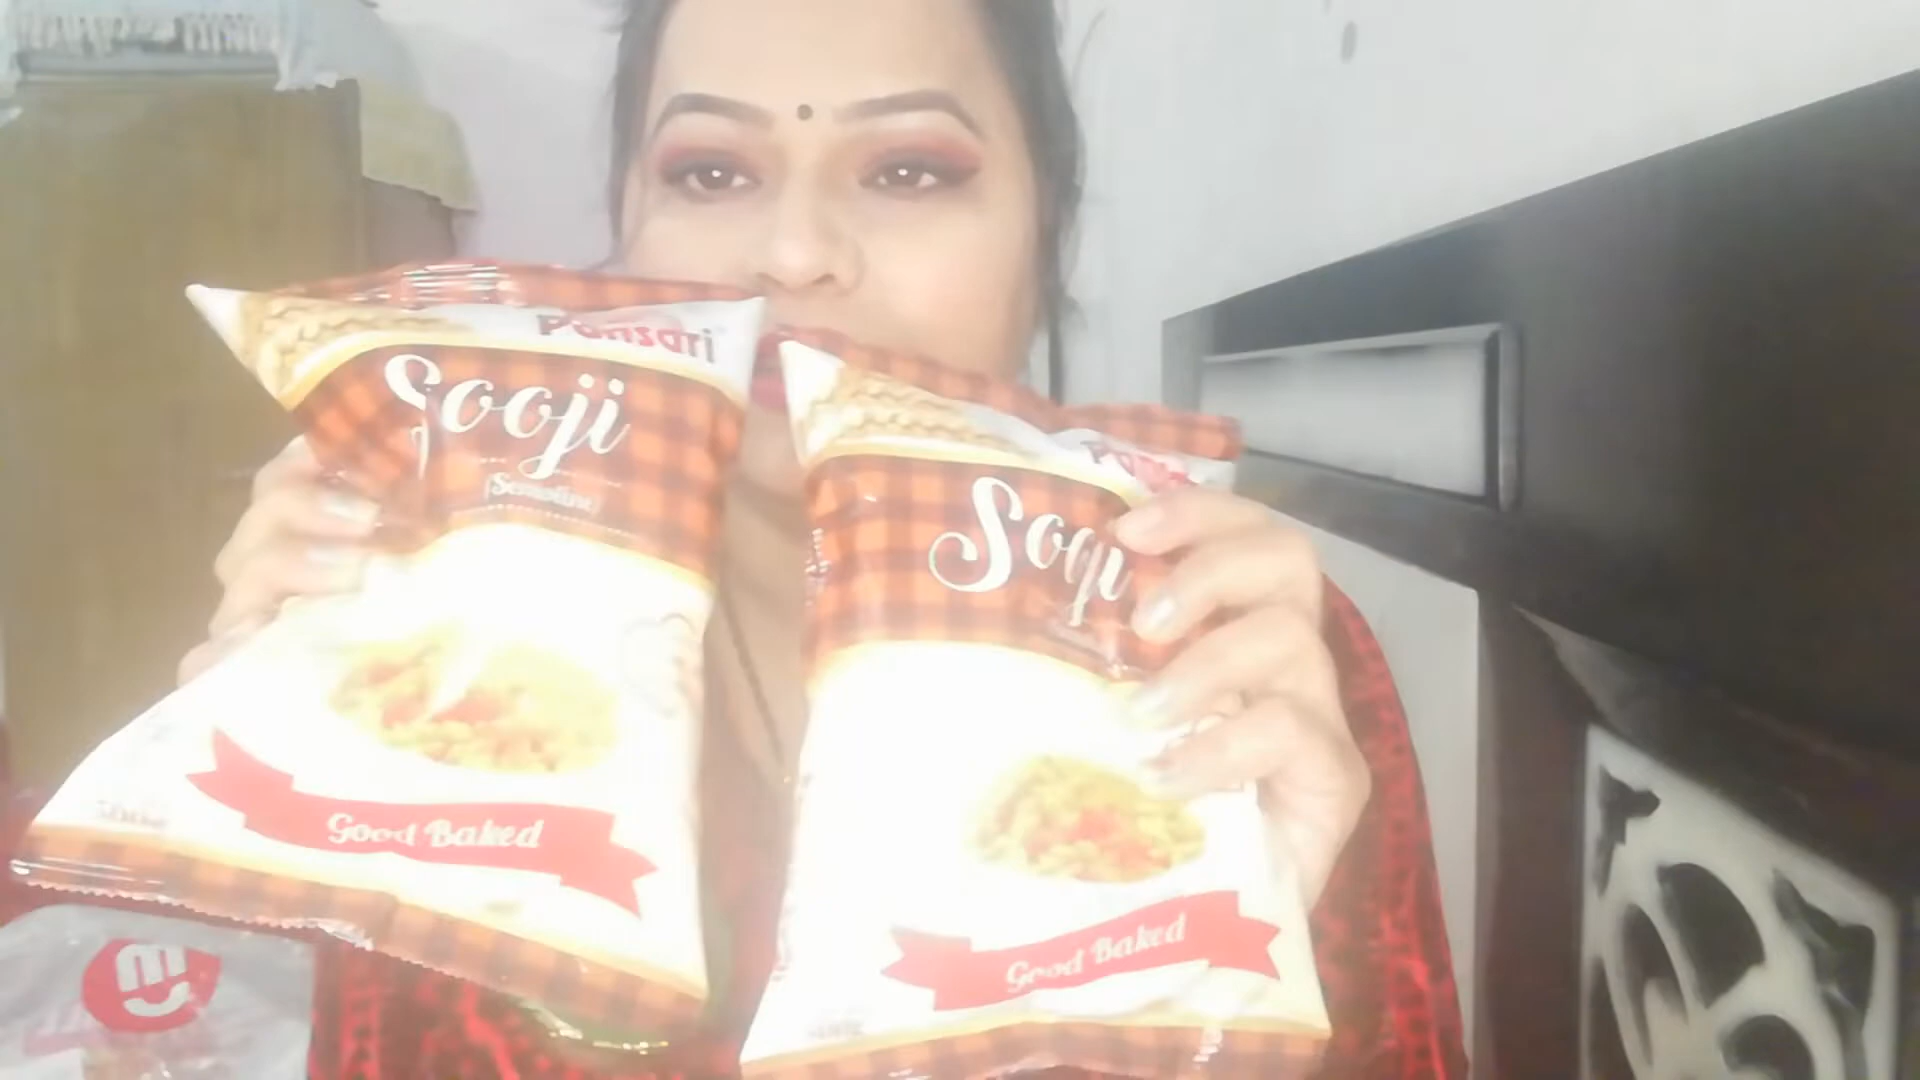 Pansari
Sooji
(Semolina)
Good Baked
Sooji
Good Baked
m